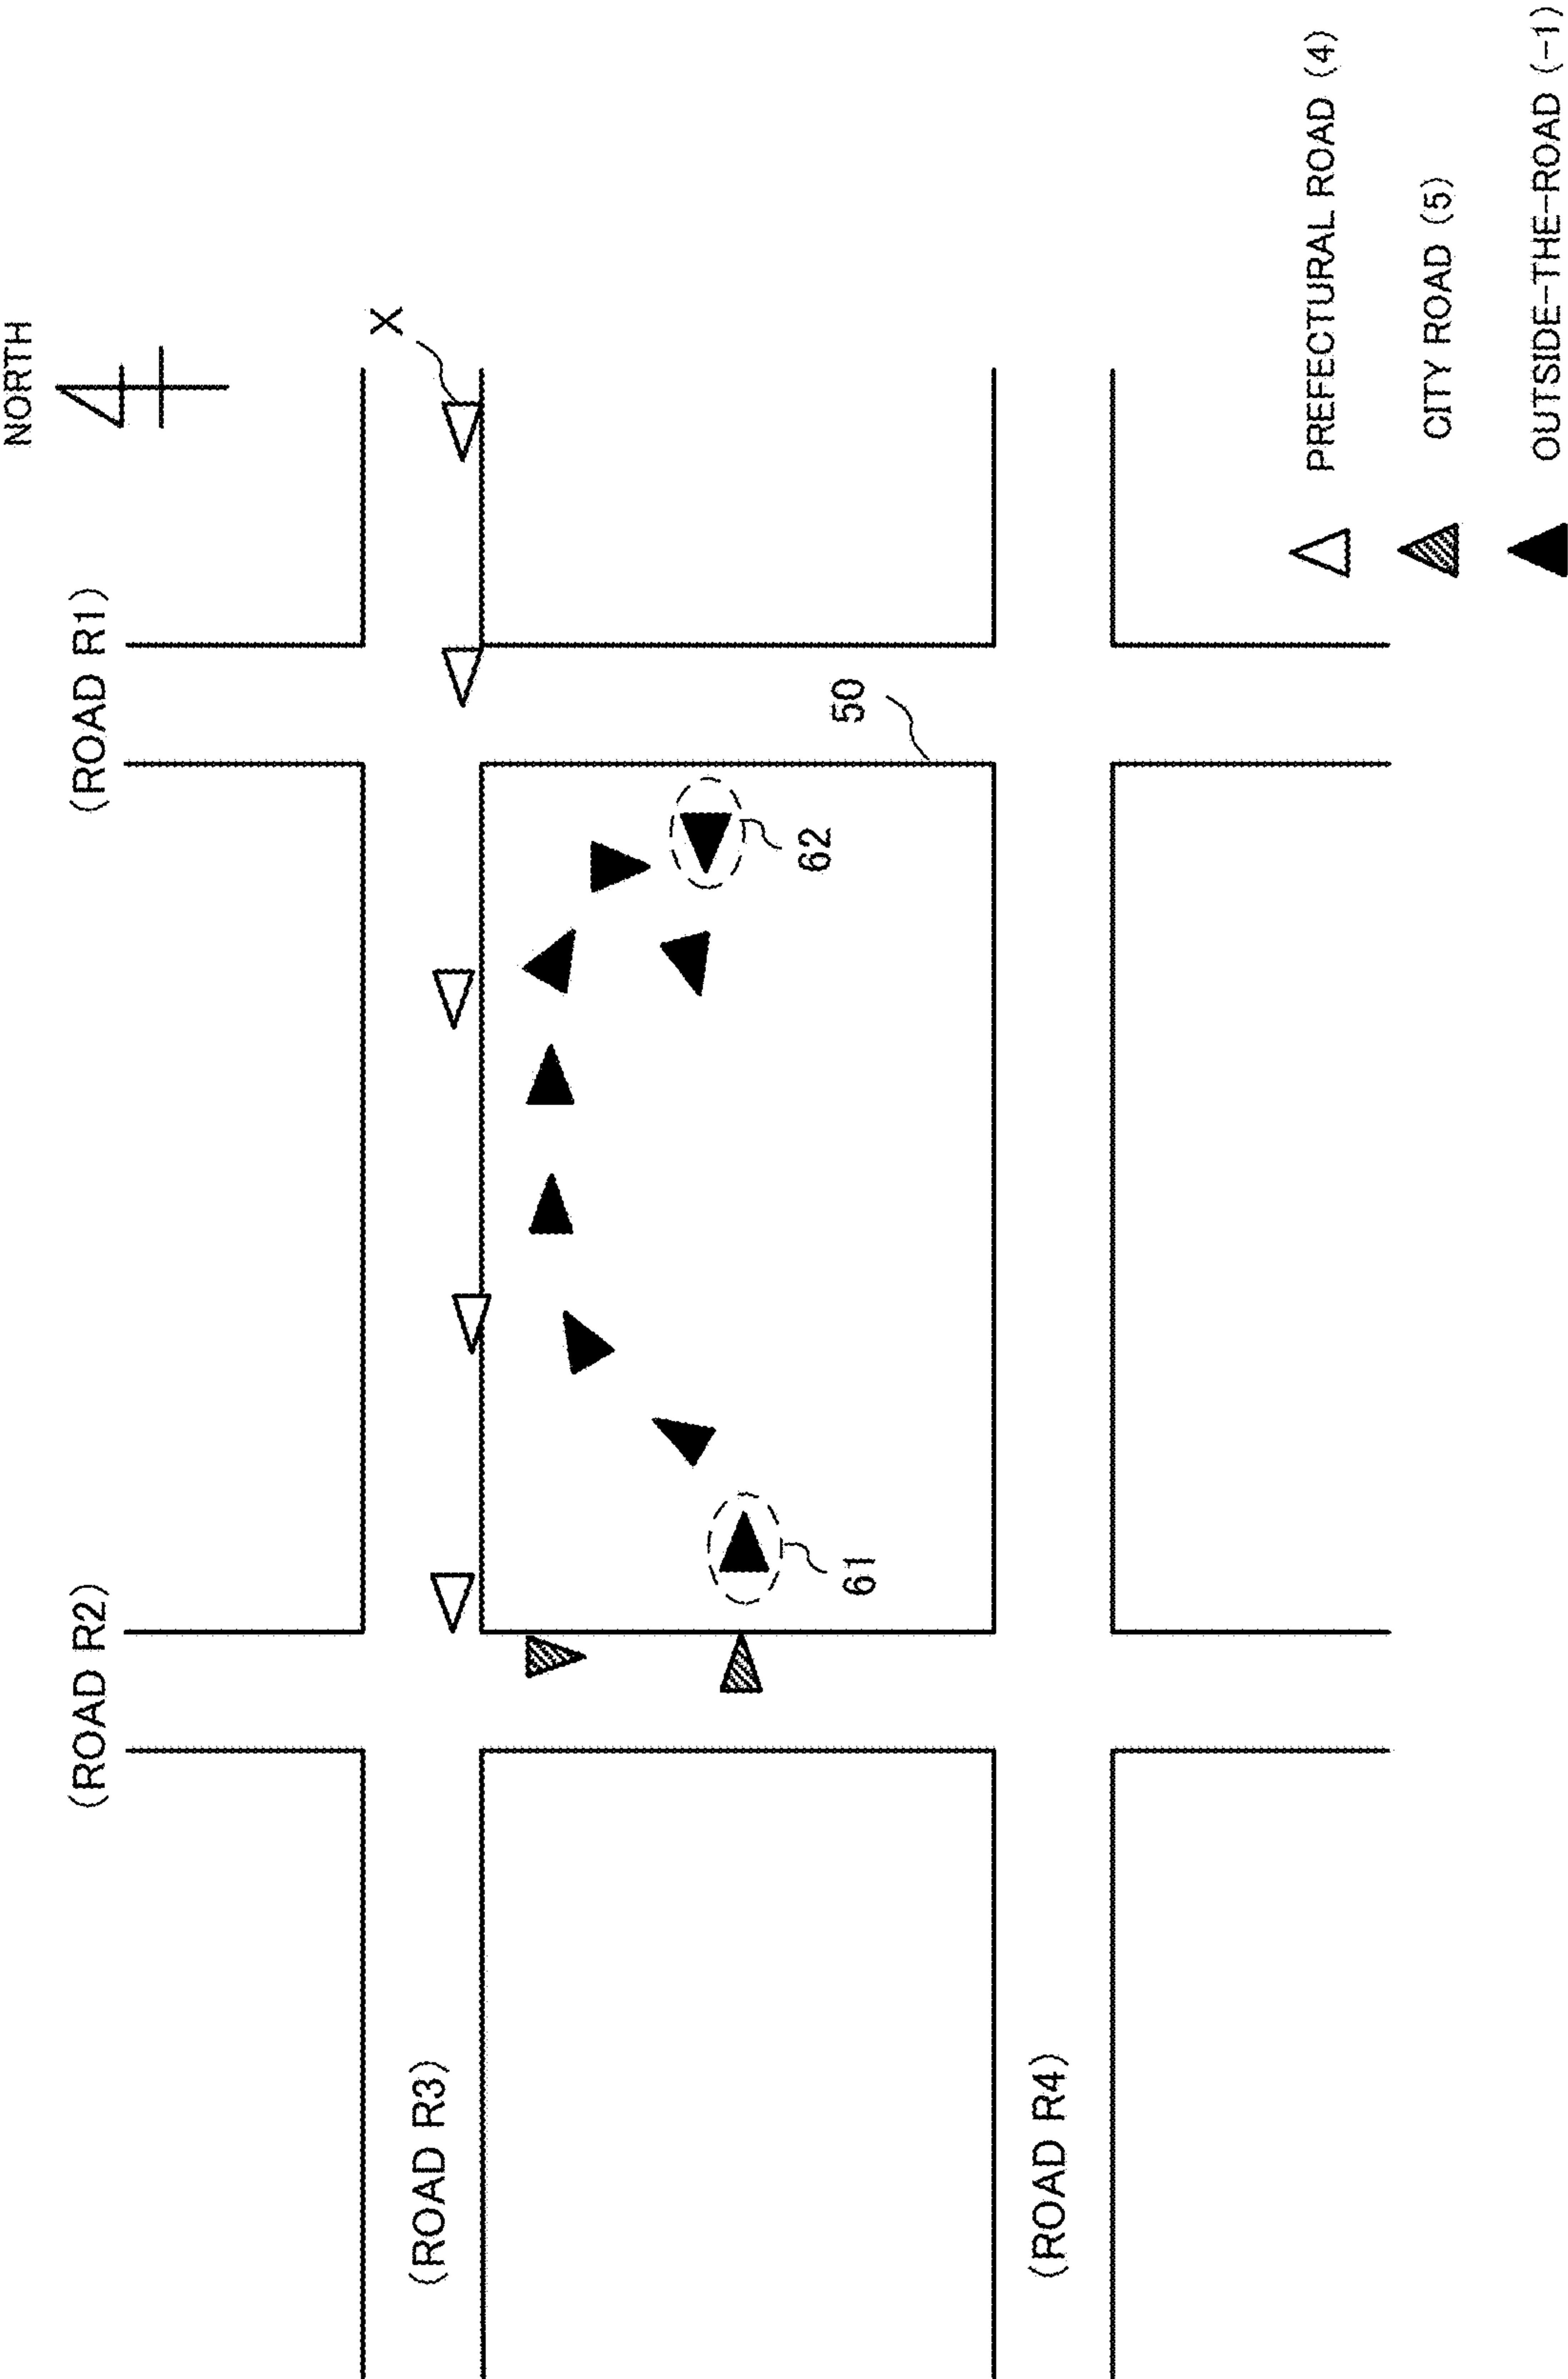 NORTH
X
(ROAD R1)
(ROAD R2)
(ROAD R3)
(ROAD R4)
50
62
61
PREFECTURAL ROAD (4)
CITY ROAD (5)
OUTSIDE-THE-ROAD (-1)